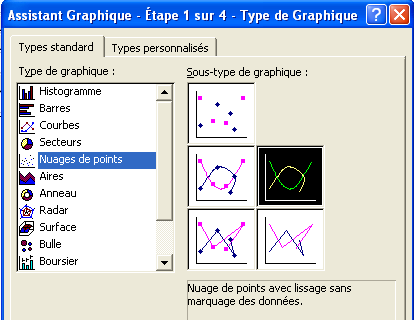 Assistant Graphique - Étape 1 sur 4 - Type de Graphique
Types standard
Types personnalisés
Type de graphique :
Sous-type de graphique :
Histogramme
Barres
Courbes
Secteurs
Nuages de points
Aires
Anneau
Radar
Surface
Bulle
Boursier
Nuage de points avec lissage sans
marquage des données.